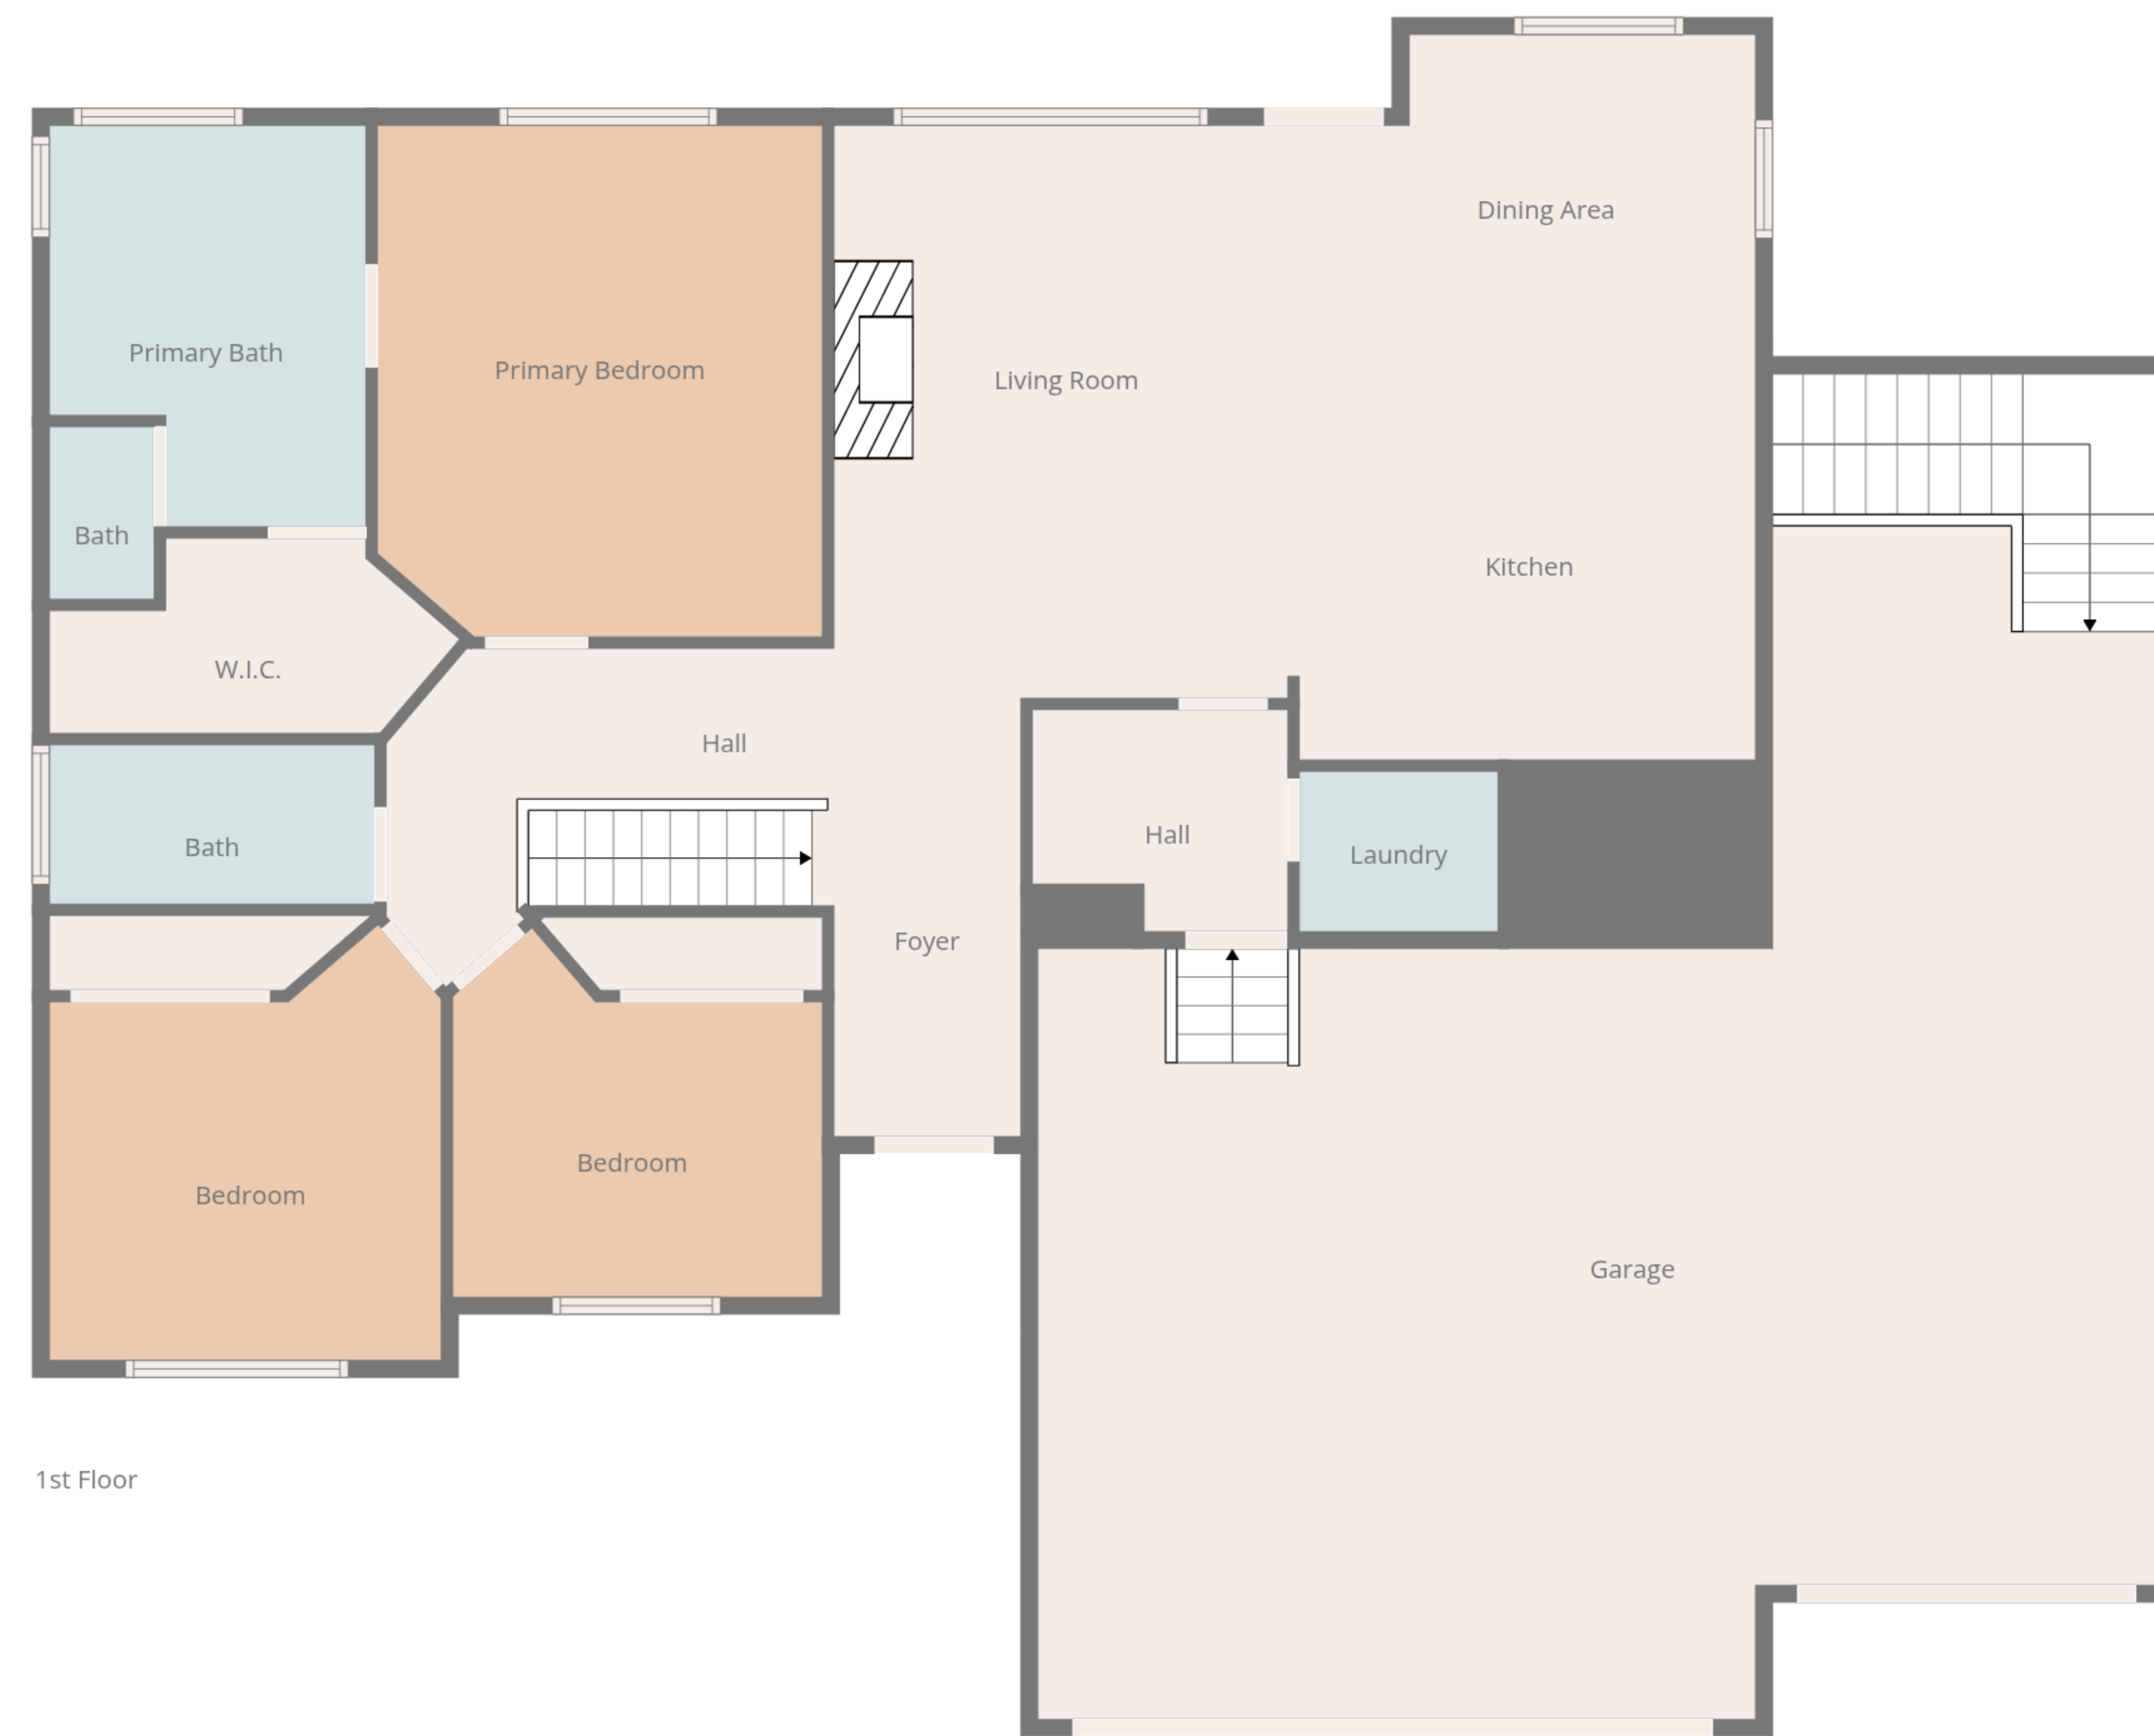 Dining Area
Primary Bath
Primary Bedroom
Living Room
Bath
Kitchen
W.I.C.
Hall
Bath
Hall
Laundry
Foyer
Bedroom
Bedroom
Garage
1st Floor